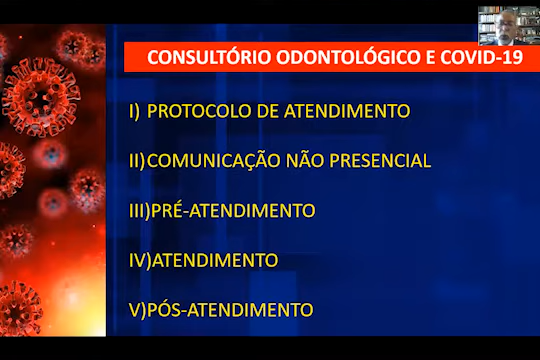 CONSULTÓRIO ODONTOLÓGICO E COVID-19
I) PROTOCOLO DE ATENDIMENTO
II)COMUNICAÇÃO NÃO PRESENCIAL
III)PRÉ-ATENDIMENTO
IV)ATENDIMENTO
V)PÓS-ATENDIMENTO